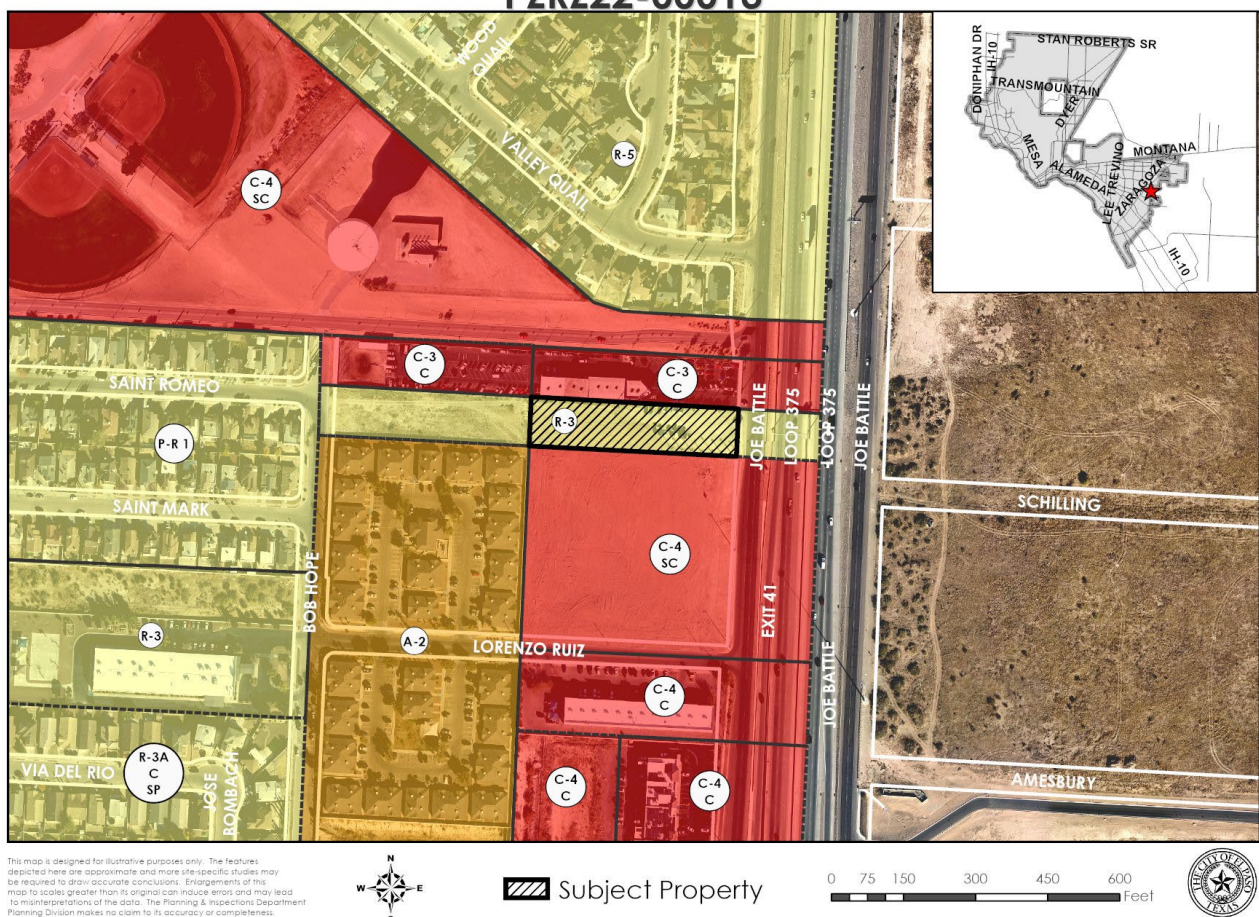 WOOD
QUAIL
VALLEY QUAIL
R-5
C-4
SC
STAN ROBERTS SR
DONIPHAN DR
IH-10
TRANSMOUNTAIN
DYER
MESA
ALAMEDA
LEE TREVINO
ZARAGOZA
MONTANA
IH-10
SAINT ROMEO
C-3
C
C-3
C
R-3
P-R 1
SAINT MARK
JOE BATTLE
LOOP 375
LOOP 375
JOE BATTLE
SCHILLING
C-4
SC
BOB HOPE
EXIT 41
R-3
A-2
LORENZO RUIZ
JOE BATTLE
C-4
C
VIA DEL RIO
R-3A
C
SP
JOSE
BOMBACH
C-4
C
C-4
C
AMESBURY
This map is designed for illustrative purposes only. The features
depicted here are approximate and more site-specific studies may
be required to draw accurate conclusions. Enlargements of this
map to scales greater than its original can induce errors and may lead
to misinterpretations of the data. The Planning & Inspections Department
Planning Division makes no claim to its accuracy or completeness.
N
W E
S
Subject Property
0 75 150 300 450 600
Feet
THE CITY OF EL PASO
TEXAS